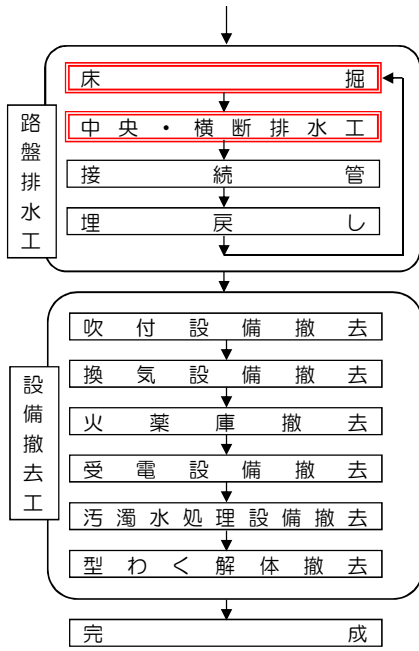 路盤排水工
床掘
中央・横断排水工
接続管
埋戻し
設備撤去工
吹付設備撤去
換気設備撤去
火薬庫撤去
受電設備撤去
汚濁水処理設備撤去
型わく解体撤去
完成